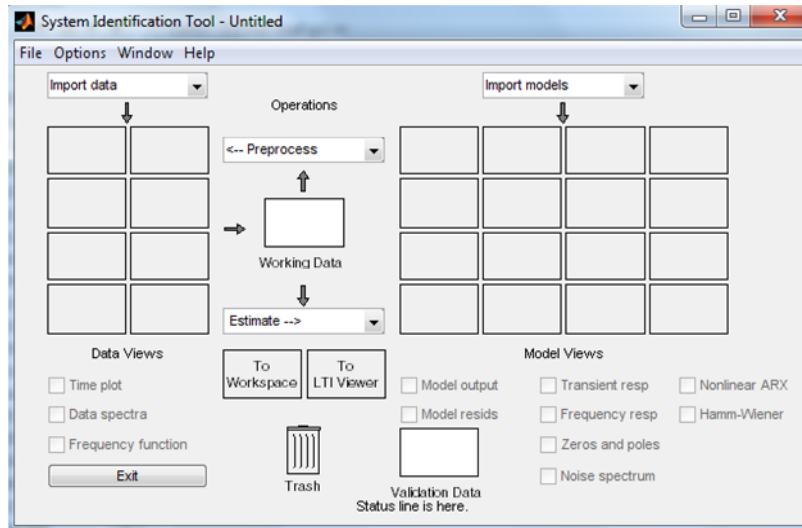 System Identification Tool - Untitled
File Options Window Help
Import data
Operations
Import models
<-- Preprocess
Working Data
Estimate -->
Data Views
Time plot
Data spectra
Frequency function
Exit
To Workspace
To LTI Viewer
Trash
Model Views
Model output
Transient resp
Nonlinear ARX
Model resids
Frequency resp
Hamm-Wiener
Zeros and poles
Noise spectrum
Validation Data
Status line is here.